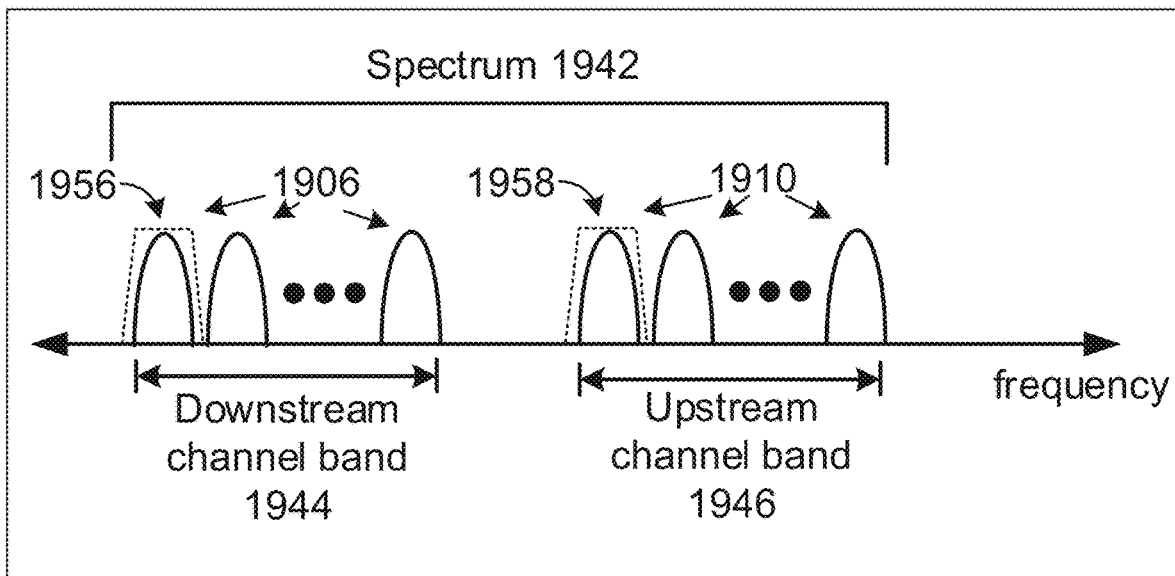 Spectrum 1942
1956
1906
1958
1910
frequency
Downstream
channel band
1944
Upstream
channel band
1946